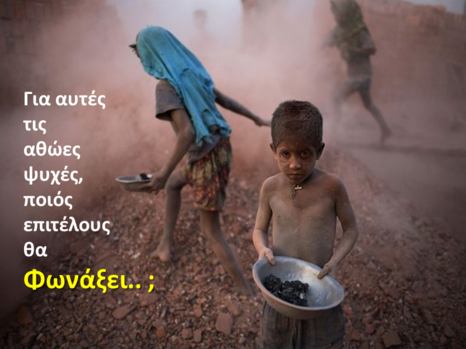 Για αυτές
τις
αθώες
ψυχές,
ποιός
επιτέλους
θα
Φωνάξει.. ;